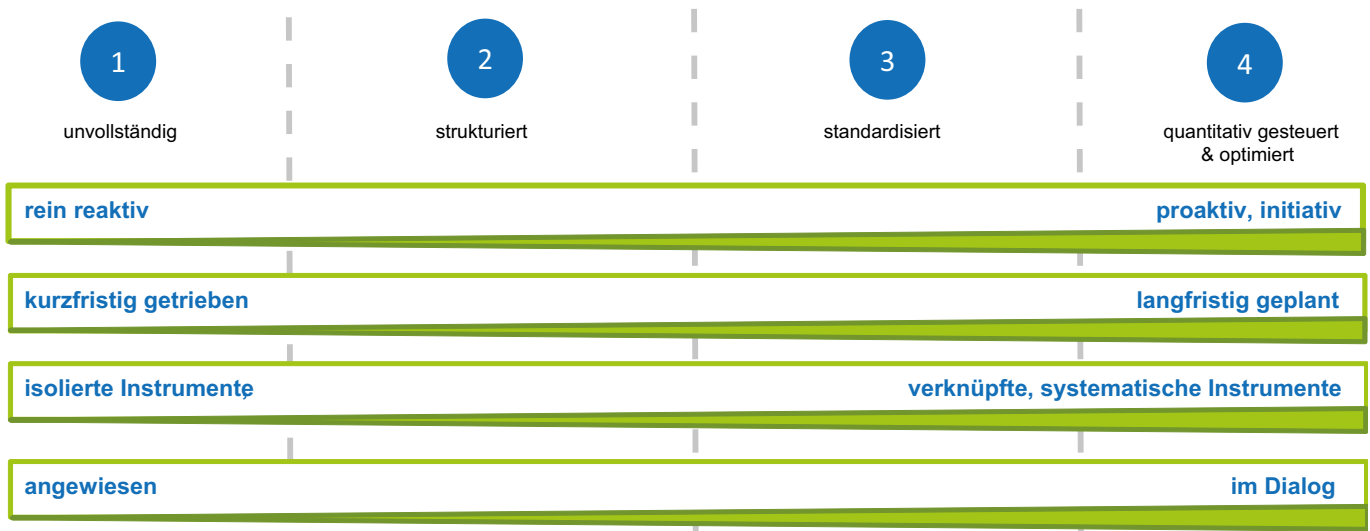 1
2
3
4
unvollständig
strukturiert
standardisiert
quantitativ gesteuert
& optimiert
rein reaktiv
proaktiv, initiativ
kurzfristig getrieben
langfristig geplant
isolierte Instrumente,
verknüpfte, systematische Instrumente
angewiesen
im Dialog